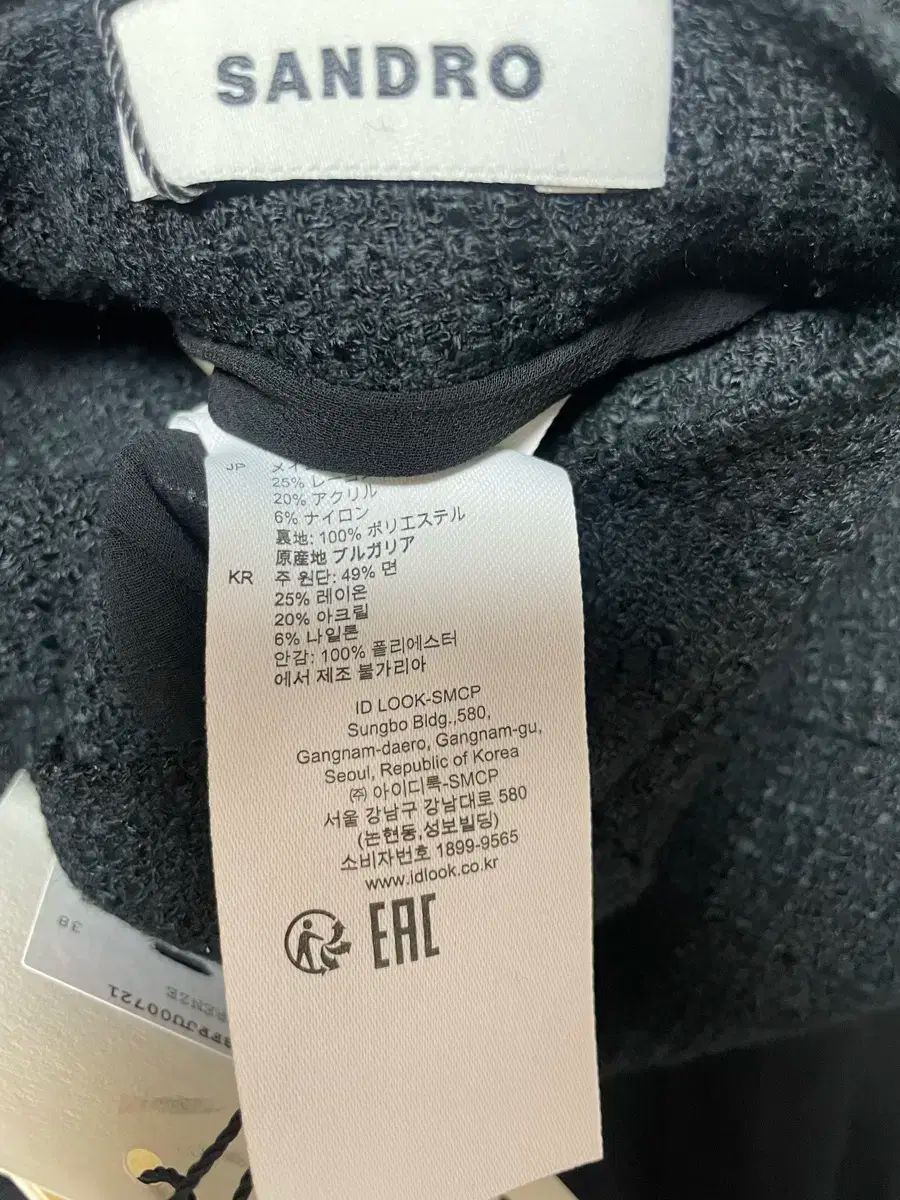 SANDRO
JP
25%
20% アクリル
6% ナイロン
裏地: 100% ポリエステル
原産地 ブルガリア
KR 주 원단: 49% 면
25% 레이온
20% 아크릴
6% 나일론
안감: 100% 폴리에스터
에서 제조 불가리아
ID LOOK-SMCP
Sungbo Bldg.,580,
Gangnam-daero, Gangnam-gu,
Seoul, Republic of Korea
㈜ 아이디룩-SMCP
서울 강남구 강남대로 580
(논현동,성보빌딩)
소비자번호 1899-9565
www.idlook.co.kr
EAC
38